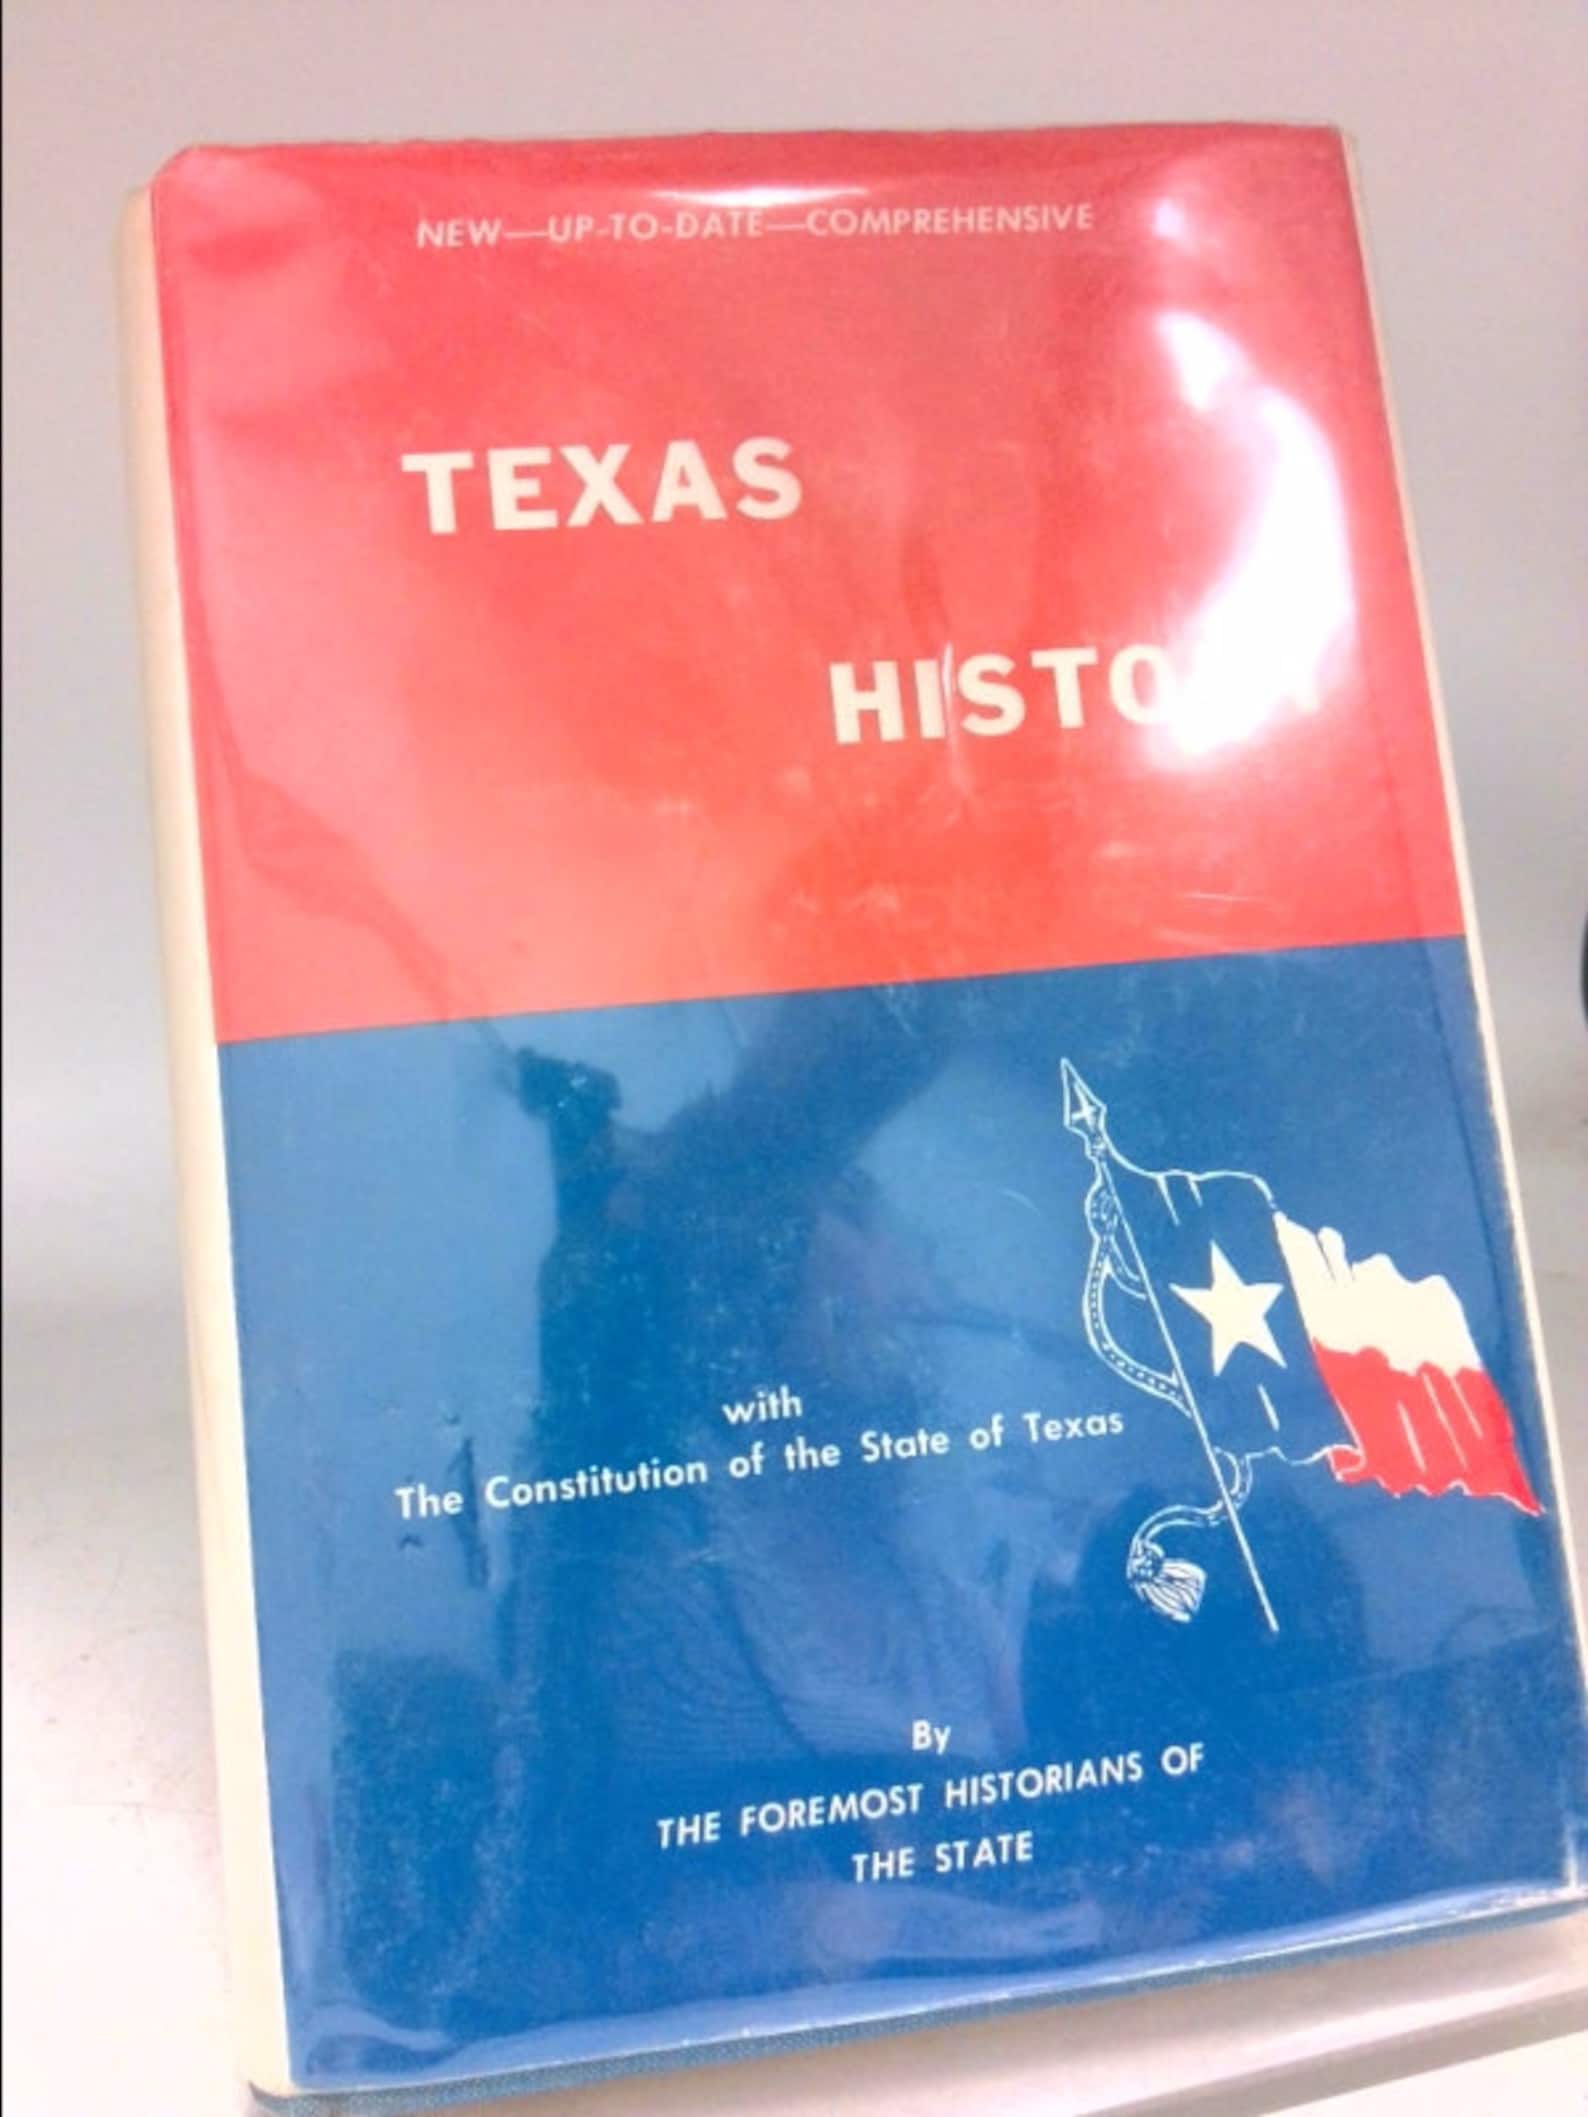 NEW—UP-TO-DATE—COMPREHENSIVE
TEXAS
with
The Constitution of the State of Texas
By
THE FOREMOST HISTORIANS OF
THE STATE